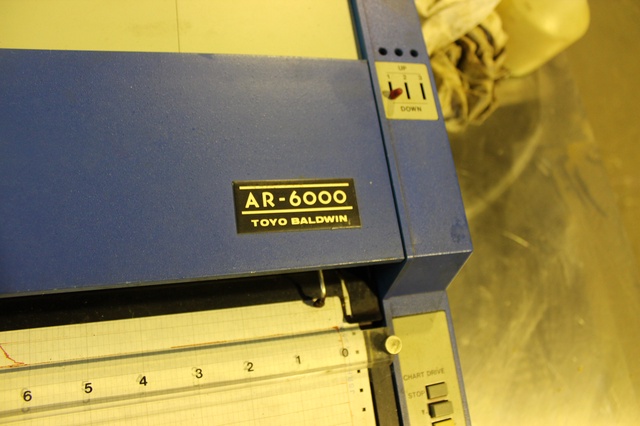 UP
1 2 3
DOWN
AR-6000
TOYO BALDWIN
6 5 4 3 2 1 0
CHART DRIVE
STOP